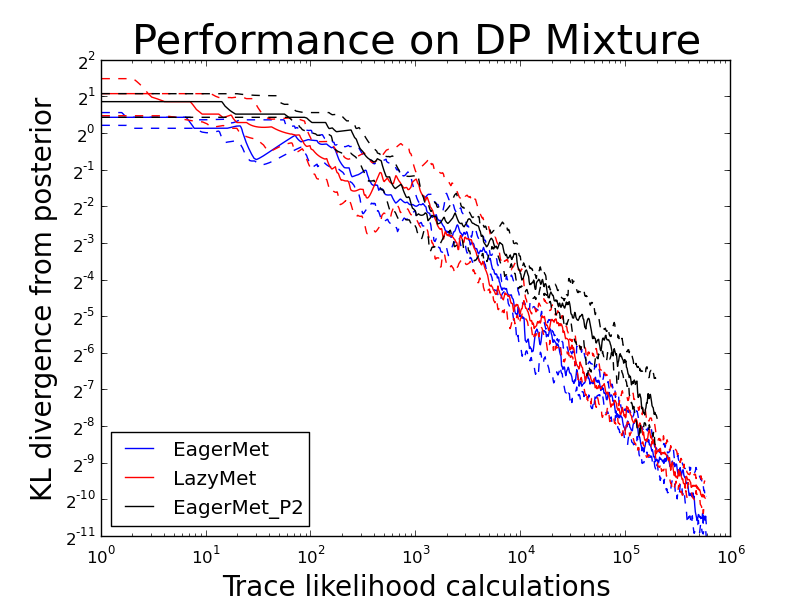 Performance on DP Mixture
KL divergence from posterior
2^2
2^1
2^0
2^-1
2^-2
2^-3
2^-4
2^-5
2^-6
2^-7
2^-8
2^-9
2^-10
2^-11
EagerMet
LazyMet
EagerMet_P2
10^0 10^1 10^2 10^3 10^4 10^5 10^6
Trace likelihood calculations